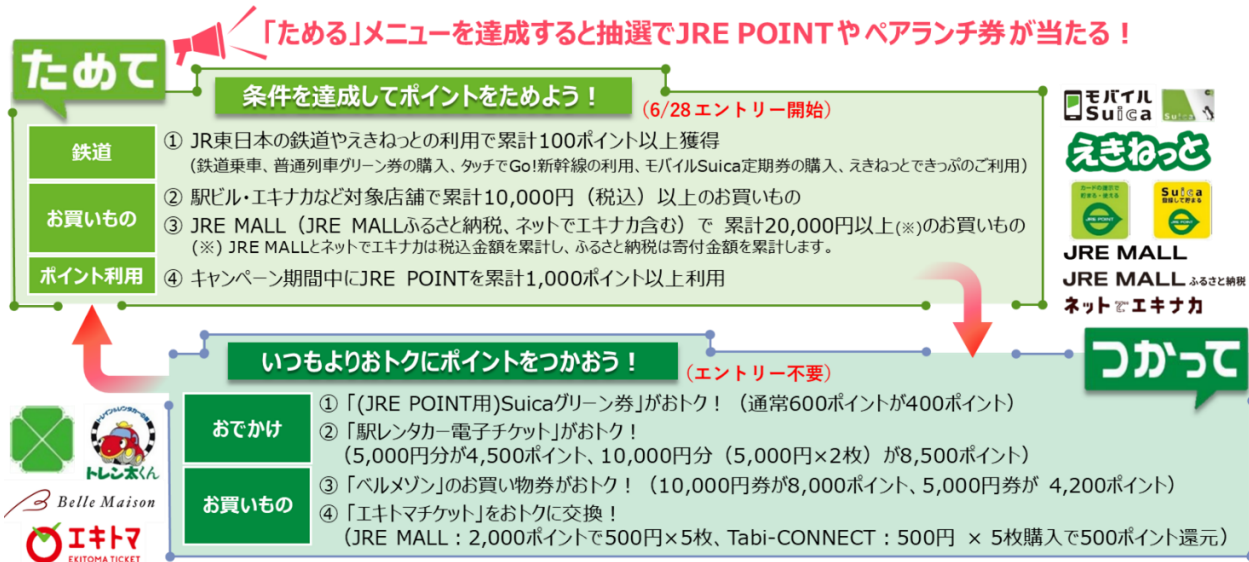 「ためる」メニューを達成すると抽選でJRE POINTやペアランチ券が当たる！
ためて
条件を達成してポイントをためよう！
(6/28エントリー開始)
鉄道
① JR東日本の鉄道やえきねっとの利用で累計100ポイント以上獲得
(鉄道乗車、普通列車グリーン券の購入、タッチでGo!新幹線の利用、モバイルSuica定期券の購入、えきねっとできっぷのご利用)
お買いもの
② 駅ビル・エキナカなど対象店舗で累計10,000円（税込）以上のお買いもの
③ JRE MALL（JRE MALLふるさと納税、ネットでエキナカ含む）で 累計20,000円以上(※)のお買いもの
(※) JRE MALLとネットでエキナカは税込金額を累計し、ふるさと納税は寄付金額を累計します。
ポイント利用
④ キャンペーン期間中にJRE POINTを累計1,000ポイント以上利用
モバイル
Suica
Suica
えきねっと
カードの提示で
貯まる・使える
JRE POINT
Suica
登録して貯まる
JRE POINT
JRE MALL
JRE MALL ふるさと納税
ネットでエキナカ
つかって
いつもよりおトクにポイントをつかおう！
(エントリー不要)
おでかけ
① 「(JRE POINT用)Suicaグリーン券」がおトク！（通常600ポイントが400ポイント）
② 「駅レンタカー電子チケット」がおトク！
（5,000円分が4,500ポイント、10,000円分（5,000円×2枚）が8,500ポイント）
お買いもの
③ 「ベルメゾン」のお買い物券がおトク！（10,000円券が8,000ポイント、5,000円券が 4,200ポイント）
④ 「エキトマチケット」をおトクに交換！
（JRE MALL：2,000ポイントで500円×5枚、Tabi-CONNECT：500円 × 5枚購入で500ポイント還元）
トレン太くん
Belle Maison
エキトマ
EKITOMA TICKET